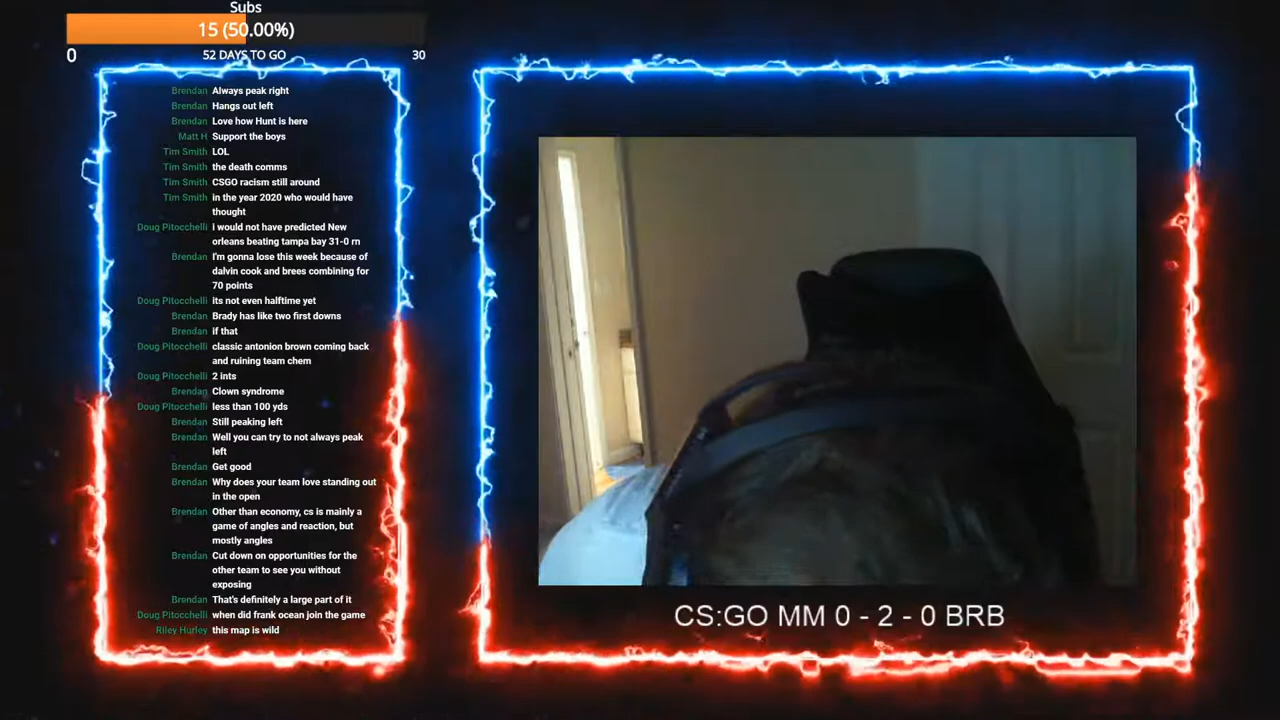 Subs
15 (50.00%)
0 52 DAYS TO GO 30
Brendan Always peak right
Brendan Hangs out left
Brendan Love how Hunt is here
Matt H Support the boys
Tim Smith LOL
Tim Smith the death comms
Tim Smith CSGO racism still around
Tim Smith in the year 2020 who would have
thought
Doug Pitocchelli I would not have predicted New
orleans beating tampa bay 31-0 rn
Brendan I'm gonna lose this week because of
dalvin cook and brees combining for
70 points
Doug Pitocchelli its not even halftime yet
Brendan Brady has like two first downs
Brendan if that
Doug Pitocchelli classic antonion brown coming back
and ruining team chem
Doug Pitocchelli 2 ints
Brendan Clown syndrome
Doug Pitocchelli less than 100 yds
Brendan Still peaking left
Brendan Well you can try to not always peak
left
Brendan Get good
Brendan Why does your team love standing out
in the open
Brendan Other than economy, cs is mainly a
game of angles and reaction, but
mostly angles
Brendan Cut down on opportunities for the
other team to see you without
exposing
Brendan That's definitely a large part of it
Doug Pitocchelli when did frank ocean join the game
Riley Hurley this map is wild
CS:GO MM 0 - 2 - 0 BRB